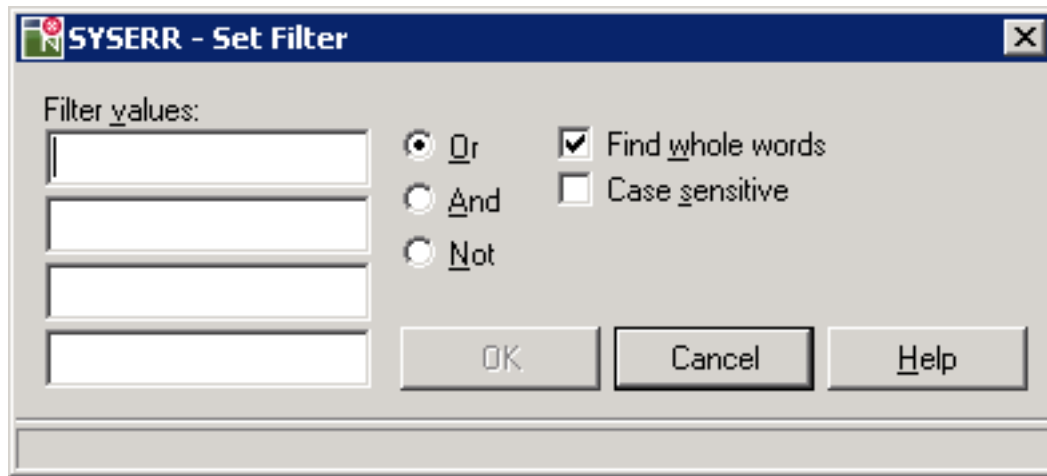 SYSERR - Set Filter
Filter values:
Or
And
Not
Find whole words
Case sensitive
OK
Cancel
Help